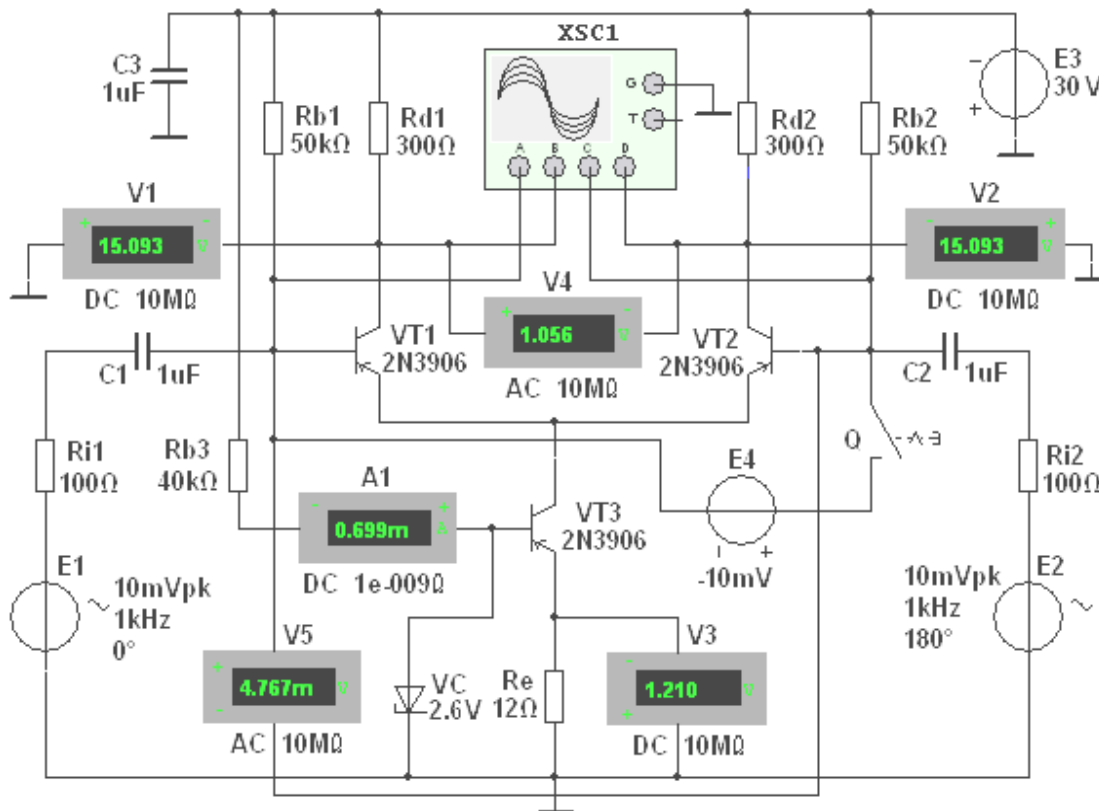 XSC1
C3
1uF
Rb1
50kΩ
Rd1
300Ω
G
T
A B C D
Rd2
300Ω
Rb2
50kΩ
E3
30 V
V1
15.093 V
DC 10MΩ
V2
15.093 V
DC 10MΩ
V4
1.056 V
AC 10MΩ
VT1
2N3906
VT2
2N3906
C1
1uF
C2
1uF
Ri1
100Ω
Rb3
40kΩ
A1
0.699m A
DC 1e-009Ω
VT3
2N3906
E4
-10mV
Q
Ri2
100Ω
E1
10mVpk
1kHz
0°
E2
10mVpk
1kHz
180°
V5
4.767m V
AC 10MΩ
VC
2.6V
Re
12Ω
V3
1.210 V
DC 10MΩ